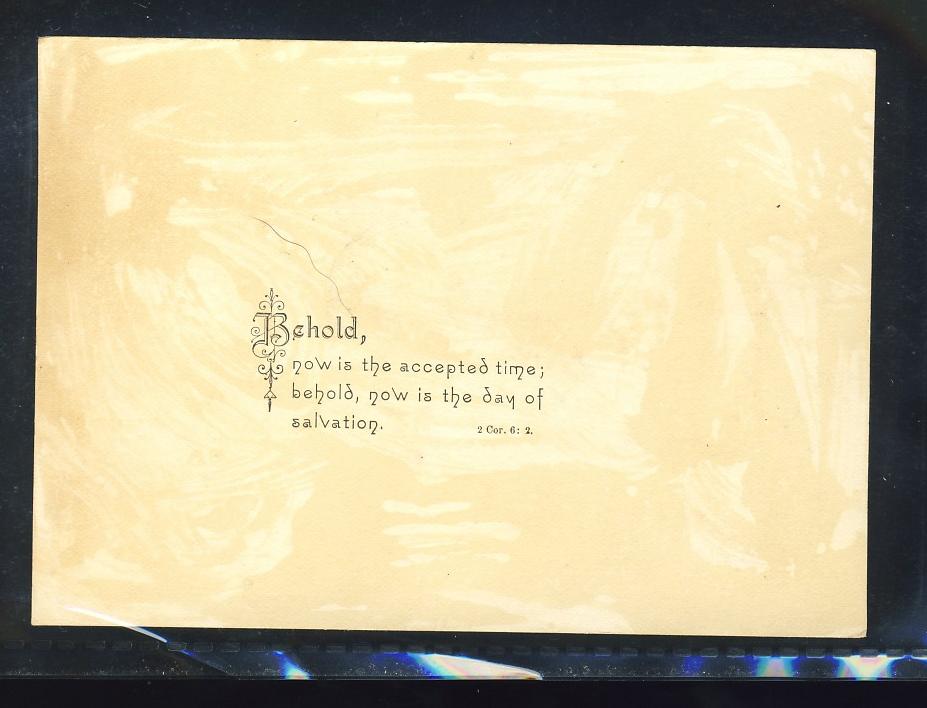 Behold,
now is the accepted time;
behold, now is the day of
salvation. 2 Cor. 6: 2.